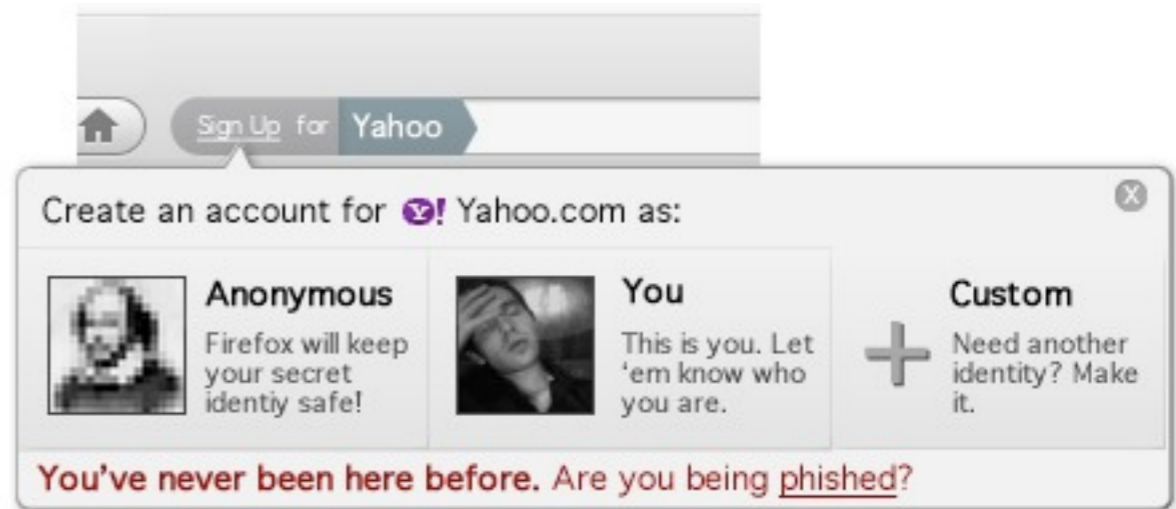 Sign Up for Yahoo
Create an account for Y! Yahoo.com as:
Anonymous
Firefox will keep
your secret
identiy safe!
You
This is you. Let
‘em know who
you are.
Custom
Need another
identity? Make
it.
You’ve never been here before. Are you being phished?